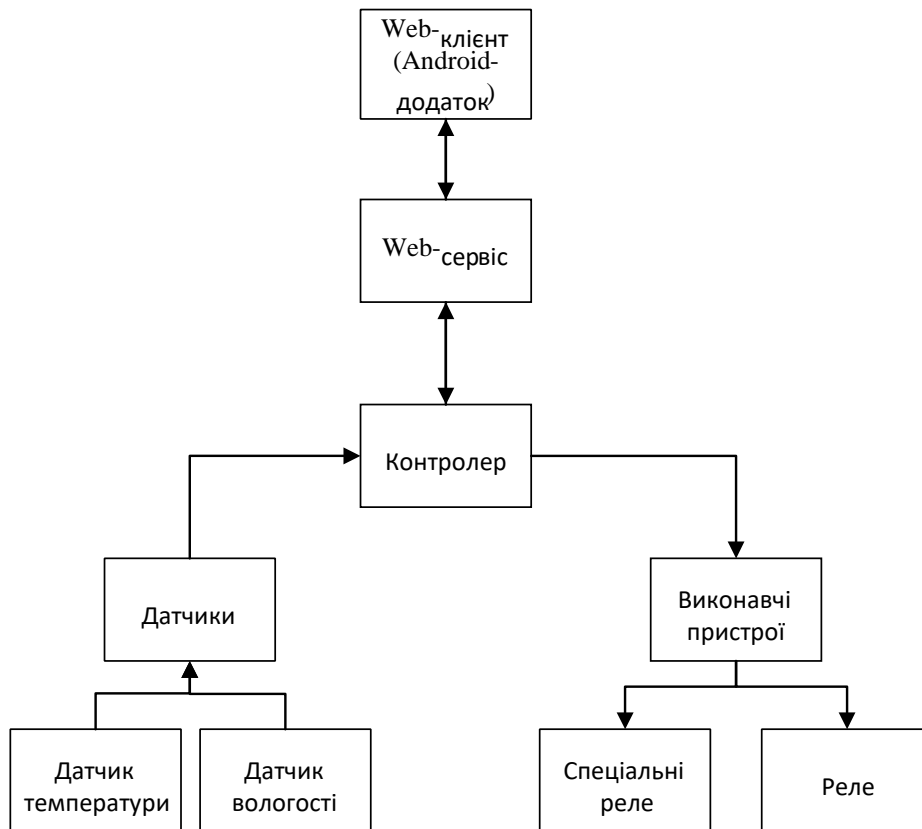 Web-клієнт
(Android-
додаток)
Web-сервіс
Контролер
Датчики
Виконавчі
пристрої
Датчик
температури
Датчик
вологості
Спеціальні
реле
Реле